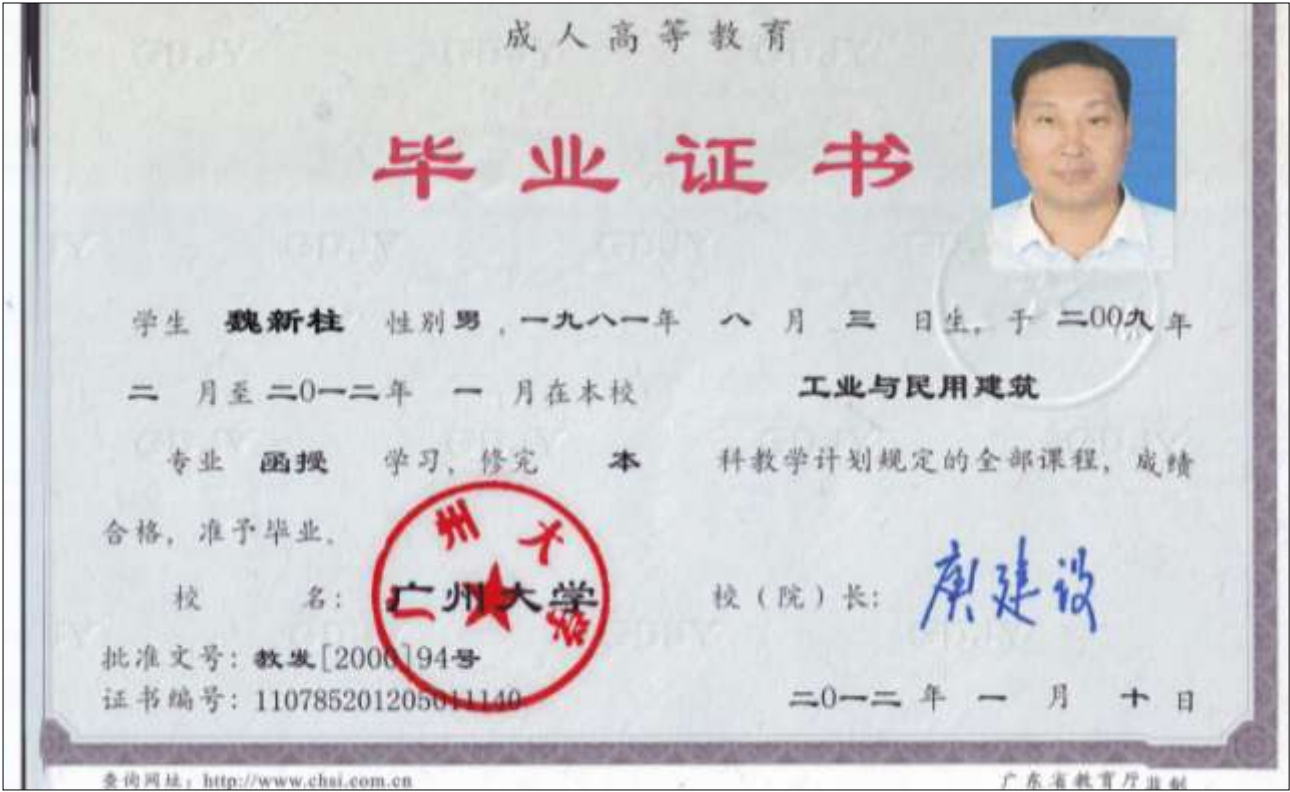 成人高等教育
毕业证书
学生 魏新柱 性别 男，一九八一年 八 月 三 日生，于 二00九 年
二 月至 二0一二年 一 月在本校 工业与民用建筑
专业 函授 学习，修完 本 科教学计划规定的全部课程，成绩
合格，准予毕业。
校 名：广州大学 校（院）长：庾建设
广州大学
批准文号：教发[2000]94号
证书编号：110785201205011140 二0一二 年 一 月 十 日
查询网址：http://www.chsi.com.cn 广东省教育厅监制